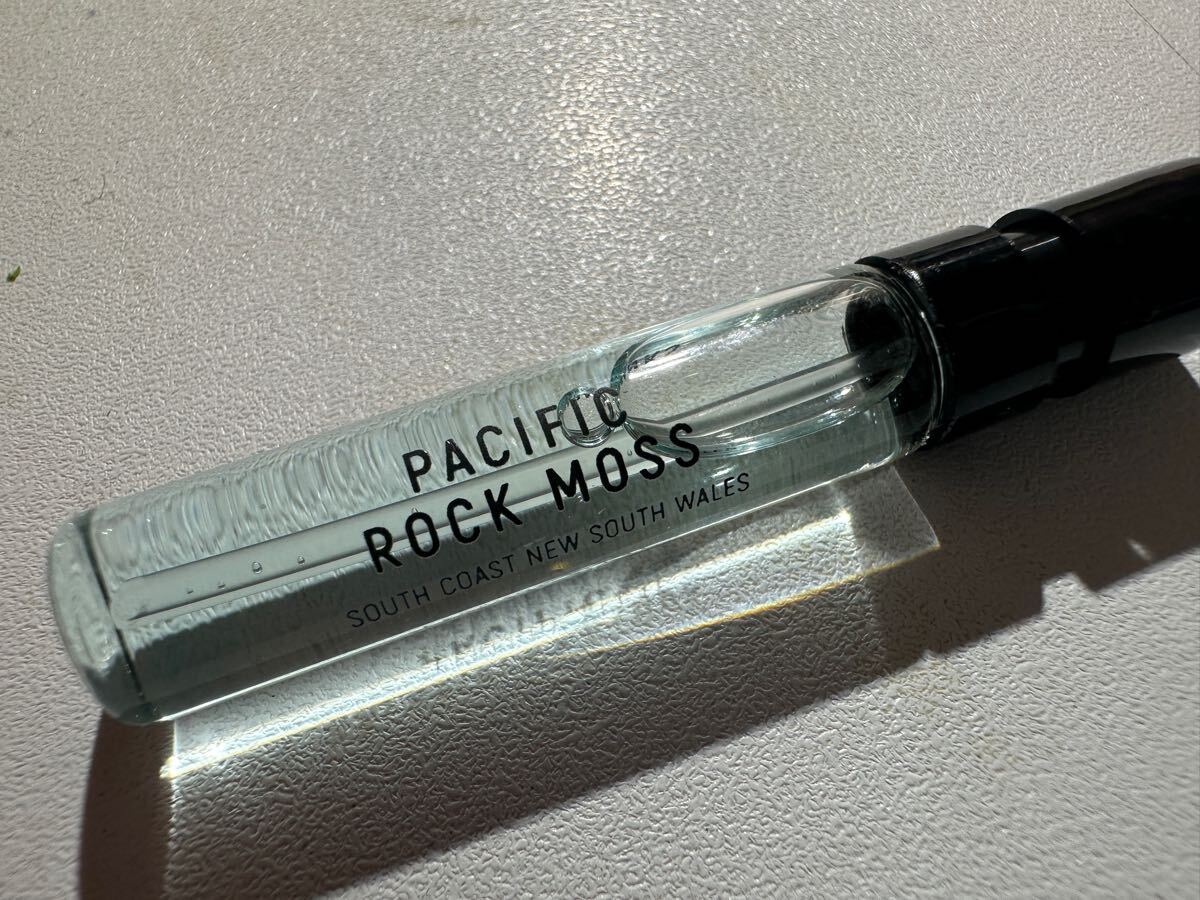 PACIFIC
ROCK MOSS
SOUTH COAST NEW SOUTH WALES